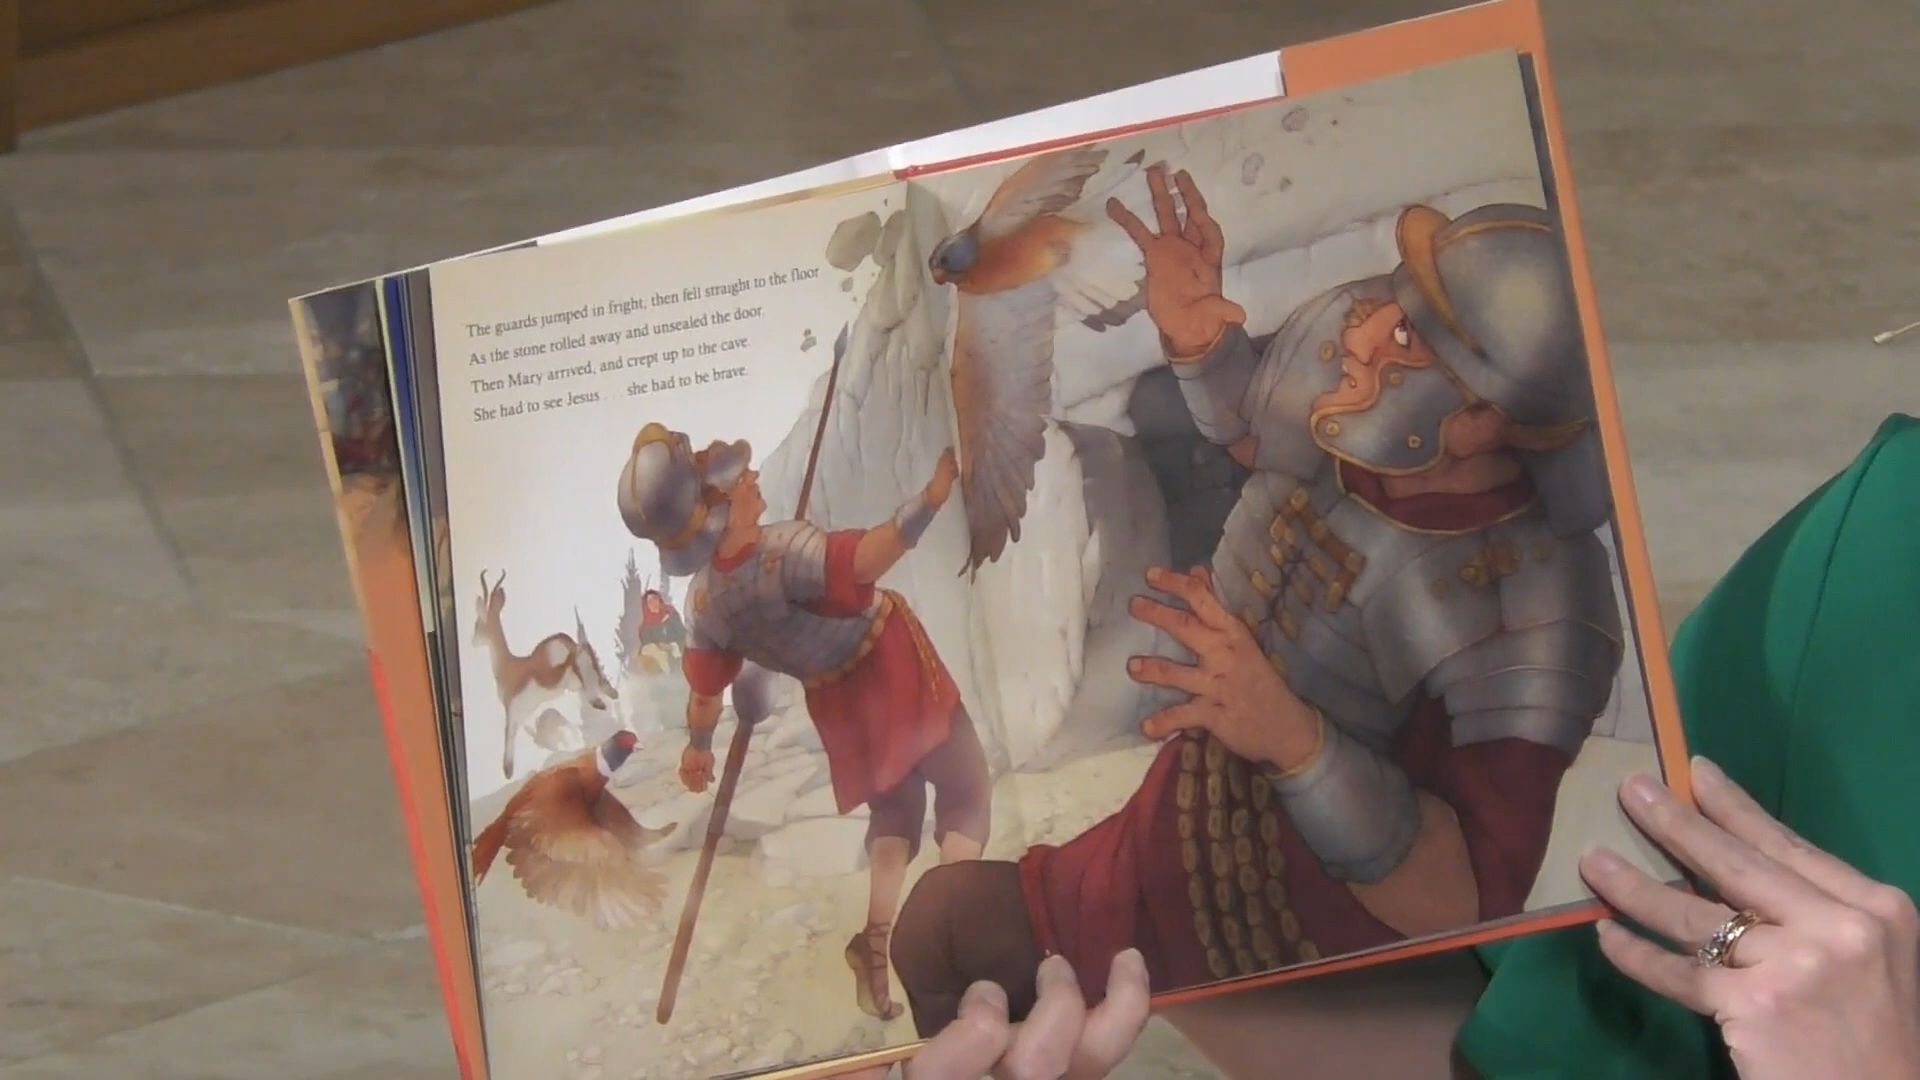 The guards jumped in fright, then fell straight to the floor
As the stone rolled away and unsealed the door.
Then Mary arrived, and crept up to the cave.
She had to see Jesus . . . she had to be brave.